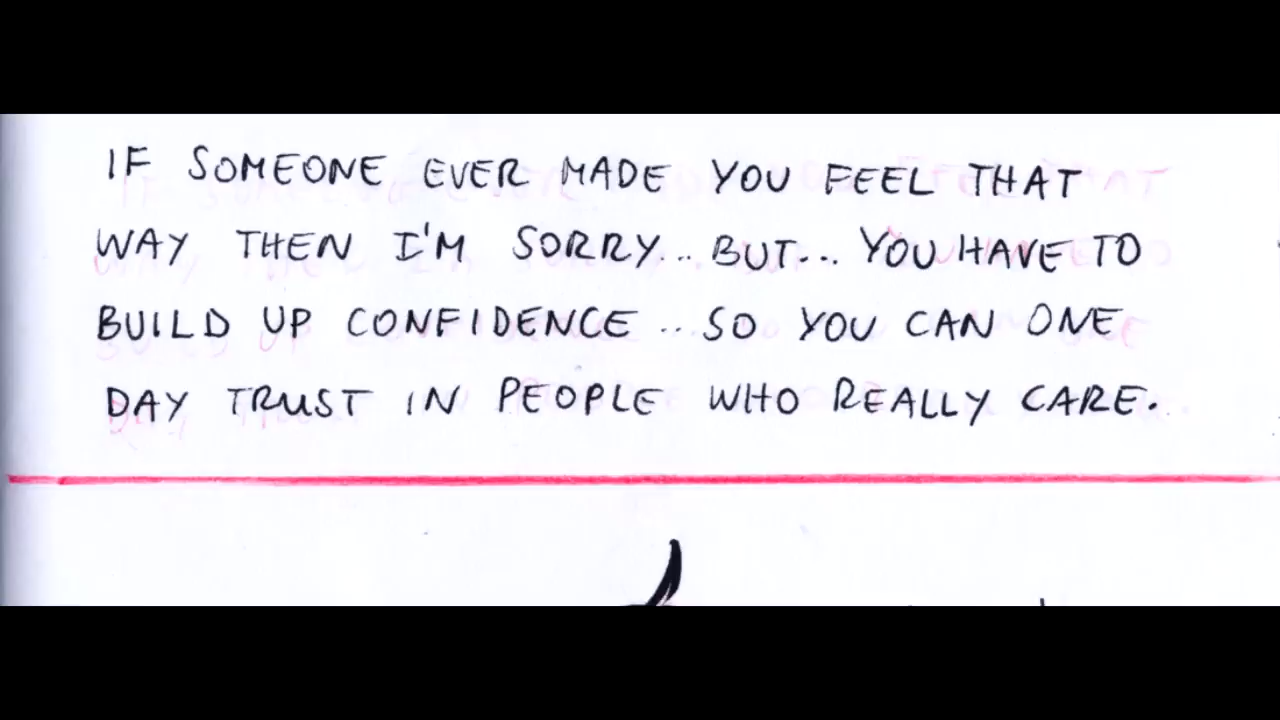 IF SOMEONE EVER MADE YOU FEEL THAT
WAY THEN I'M SORRY... BUT... YOU HAVE TO
BUILD UP CONFIDENCE... SO YOU CAN ONE
DAY TRUST IN PEOPLE WHO REALLY CARE.